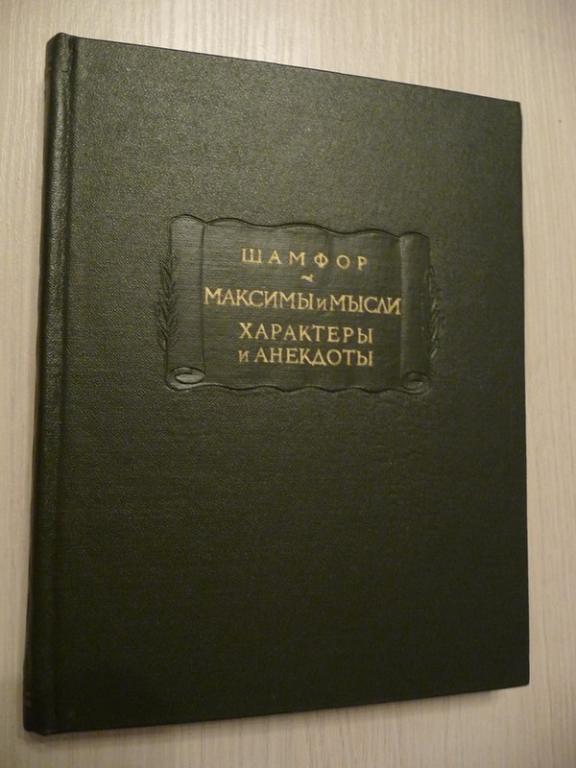 ШАМФОР
~
МАКСИМЫ и МЫСЛИ
ХАРАКТЕРЫ
и АНЕКДОТЫ